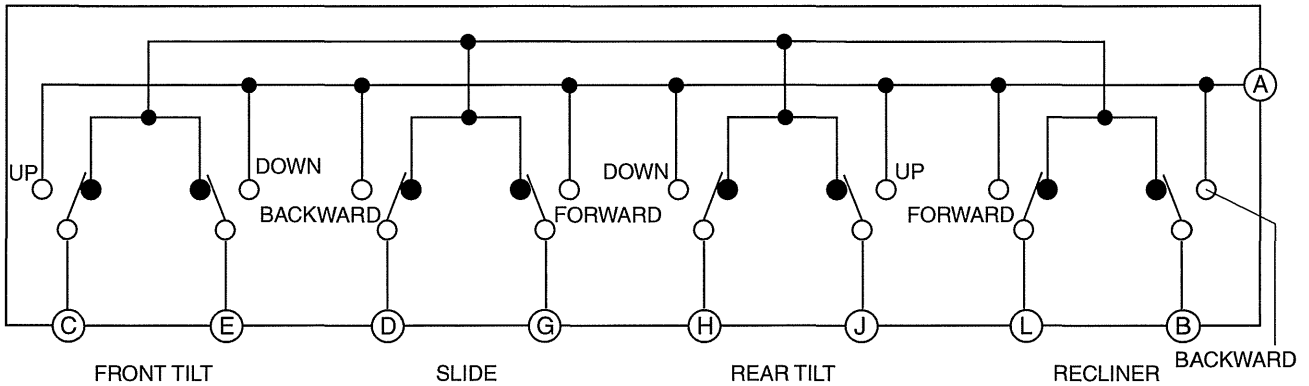 A
UP
DOWN
BACKWARD
FORWARD
DOWN
UP
FORWARD
C
E
D
G
H
J
L
B
BACKWARD
FRONT TILT
SLIDE
REAR TILT
RECLINER